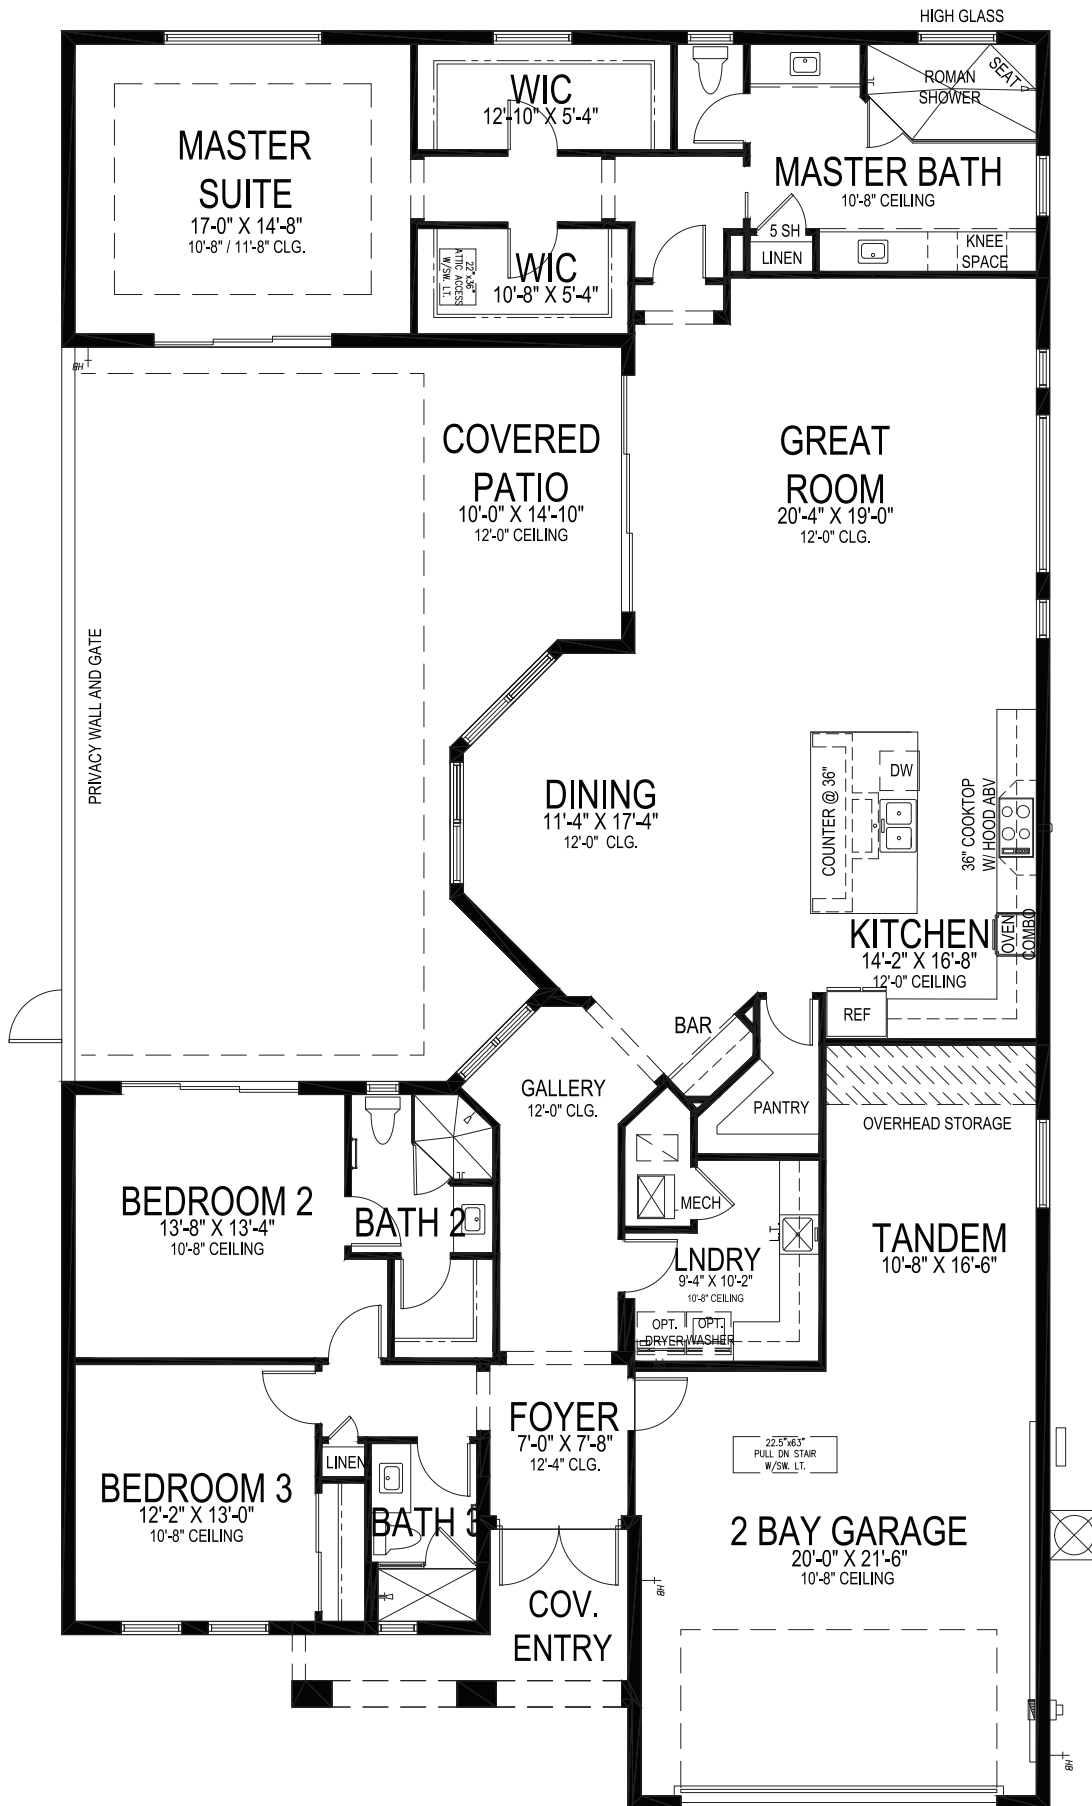 HIGH GLASS
MASTER
SUITE
17'-0" X 14'-8"
10'-8" / 11'-8" CLG.
WIC
12'-10" X 5'-4"
ROMAN
SHOWER
SEAT
MASTER BATH
10'-8" CEILING
5 SH
LINEN
KNEE
SPACE
22"x36"
ATTIC ACCESS
W/SW. LT.
WIC
10'-8" X 5'-4"
HB
COVERED
PATIO
10'-0" X 14'-10"
12'-0" CEILING
GREAT
ROOM
20'-4" X 19'-0"
12'-0" CLG.
PRIVACY WALL AND GATE
DINING
11'-4" X 17'-4"
12'-0" CLG.
COUNTER @ 36"
DW
36" COOKTOP
W/ HOOD ABV
OVEN
COMBO
KITCHEN
14'-2" X 16'-8"
12'-0" CEILING
REF
BAR
GALLERY
12'-0" CLG.
PANTRY
OVERHEAD STORAGE
BEDROOM 2
13'-8" X 13'-4"
10'-8" CEILING
BATH 2
MECH
L.T.
LNDRY
9'-4" X 10'-2"
10'-8" CEILING
OPT.
DRYER
OPT.
WASHER
TANDEM
10'-8" X 16'-6"
FOYER
7'-0" X 7'-8"
12'-4" CLG.
LINEN
BEDROOM 3
12'-2" X 13'-0"
10'-8" CEILING
BATH 3
22.5"x63"
PULL DN STAIR
W/SW. LT.
2 BAY GARAGE
20'-0" X 21'-6"
10'-8" CEILING
HB
COV.
ENTRY
HB